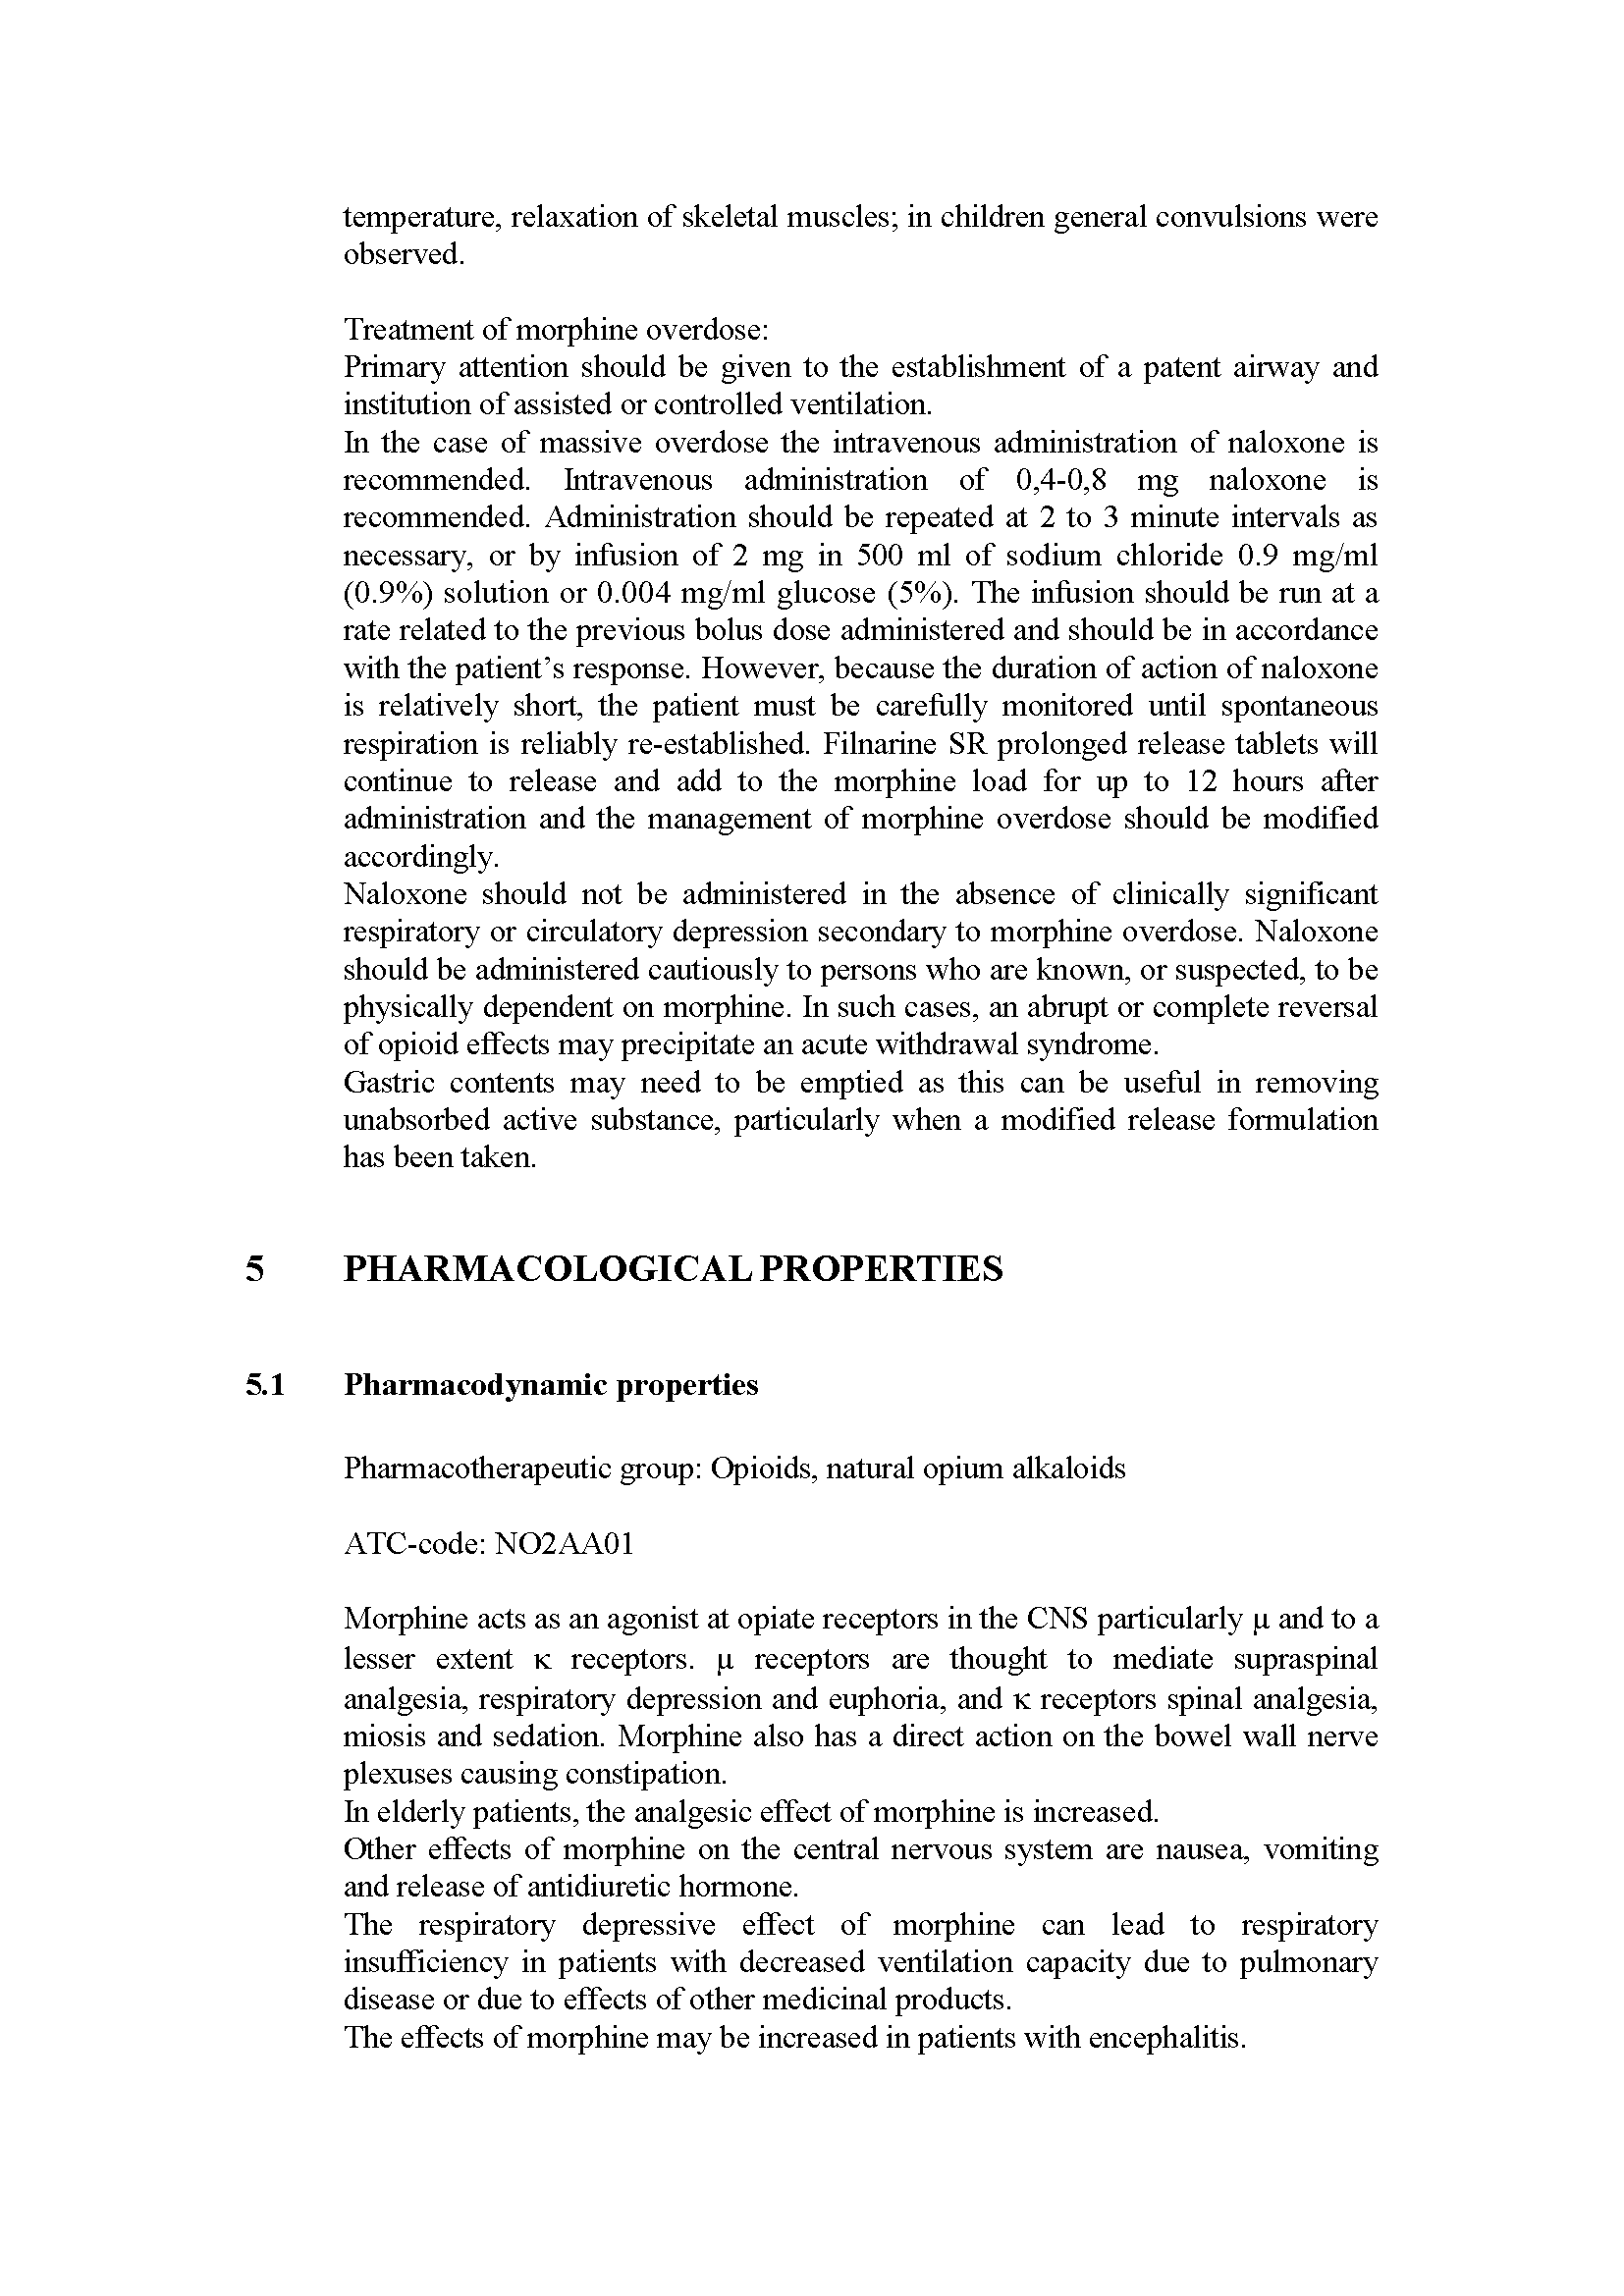 temperature, relaxation of skeletal muscles; in children general convulsions were
observed.
Treatment of morphine overdose:
Primary attention should be given to the establishment of a patent airway and
institution of assisted or controlled ventilation.
In the case of massive overdose the intravenous administration of naloxone is
recommended. Intravenous administration of 0,4-0,8 mg naloxone is
recommended. Administration should be repeated at 2 to 3 minute intervals as
necessary, or by infusion of 2 mg in 500 ml of sodium chloride 0.9 mg/ml
(0.9%) solution or 0.004 mg/ml glucose (5%). The infusion should be run at a
rate related to the previous bolus dose administered and should be in accordance
with the patient’s response. However, because the duration of action of naloxone
is relatively short, the patient must be carefully monitored until spontaneous
respiration is reliably re-established. Filnarine SR prolonged release tablets will
continue to release and add to the morphine load for up to 12 hours after
administration and the management of morphine overdose should be modified
accordingly.
Naloxone should not be administered in the absence of clinically significant
respiratory or circulatory depression secondary to morphine overdose. Naloxone
should be administered cautiously to persons who are known, or suspected, to be
physically dependent on morphine. In such cases, an abrupt or complete reversal
of opioid effects may precipitate an acute withdrawal syndrome.
Gastric contents may need to be emptied as this can be useful in removing
unabsorbed active substance, particularly when a modified release formulation
has been taken.
5 PHARMACOLOGICAL PROPERTIES
5.1 Pharmacodynamic properties
Pharmacotherapeutic group: Opioids, natural opium alkaloids
ATC-code: NO2AA01
Morphine acts as an agonist at opiate receptors in the CNS particularly μ and to a
lesser extent κ receptors. μ receptors are thought to mediate supraspinal
analgesia, respiratory depression and euphoria, and κ receptors spinal analgesia,
miosis and sedation. Morphine also has a direct action on the bowel wall nerve
plexuses causing constipation.
In elderly patients, the analgesic effect of morphine is increased.
Other effects of morphine on the central nervous system are nausea, vomiting
and release of antidiuretic hormone.
The respiratory depressive effect of morphine can lead to respiratory
insufficiency in patients with decreased ventilation capacity due to pulmonary
disease or due to effects of other medicinal products.
The effects of morphine may be increased in patients with encephalitis.